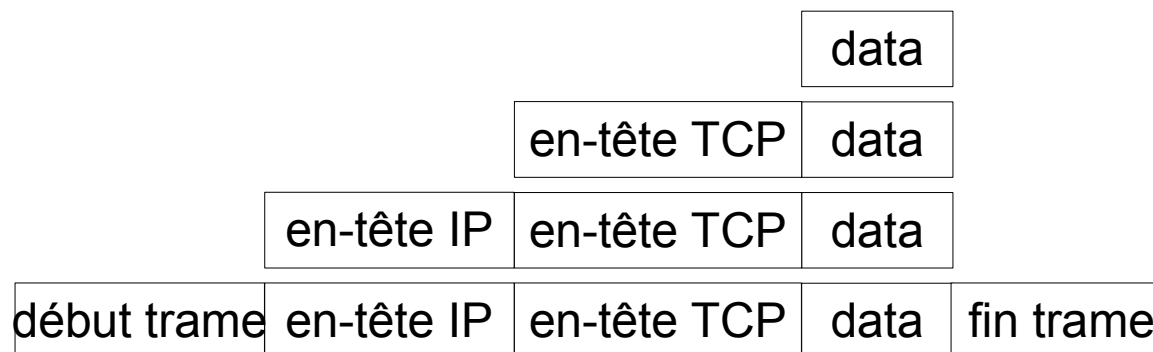 data
en-tête TCP data
en-tête IP en-tête TCP data
début trame en-tête IP en-tête TCP data fin trame